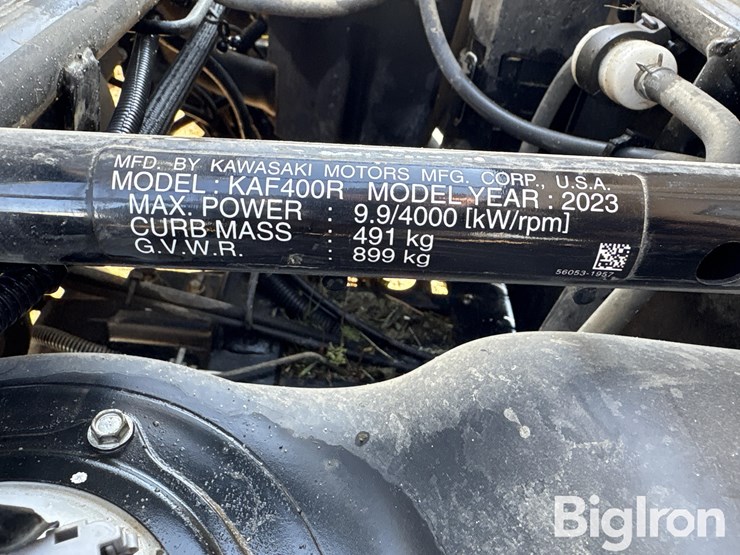 MFD. BY KAWASAKI MOTORS MFG. CORP., U.S.A.
MODEL : KAF400R MODEL YEAR : 2023
MAX. POWER : 9.9/4000 [kW/rpm]
CURB MASS : 491 kg
G.V.W.R. : 899 kg
56053-1957
BigIron